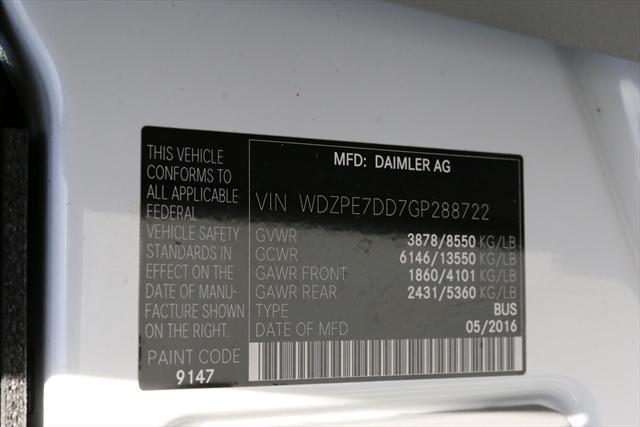 THIS VEHICLE
CONFORMS TO
ALL APPLICABLE
FEDERAL
VEHICLE SAFETY
STANDARDS IN
EFFECT ON THE
DATE OF MANU-
FACTURE SHOWN
ON THE RIGHT.
PAINT CODE
9147
MFD: DAIMLER AG
VIN WDZPE7DD7GP288722
GVWR 3878/8550 KG/LB
GCWR 6146/13550 KG/LB
GAWR FRONT 1860/4101 KG/LB
GAWR REAR 2431/5360 KG/LB
TYPE BUS
DATE OF MFD 05/2016